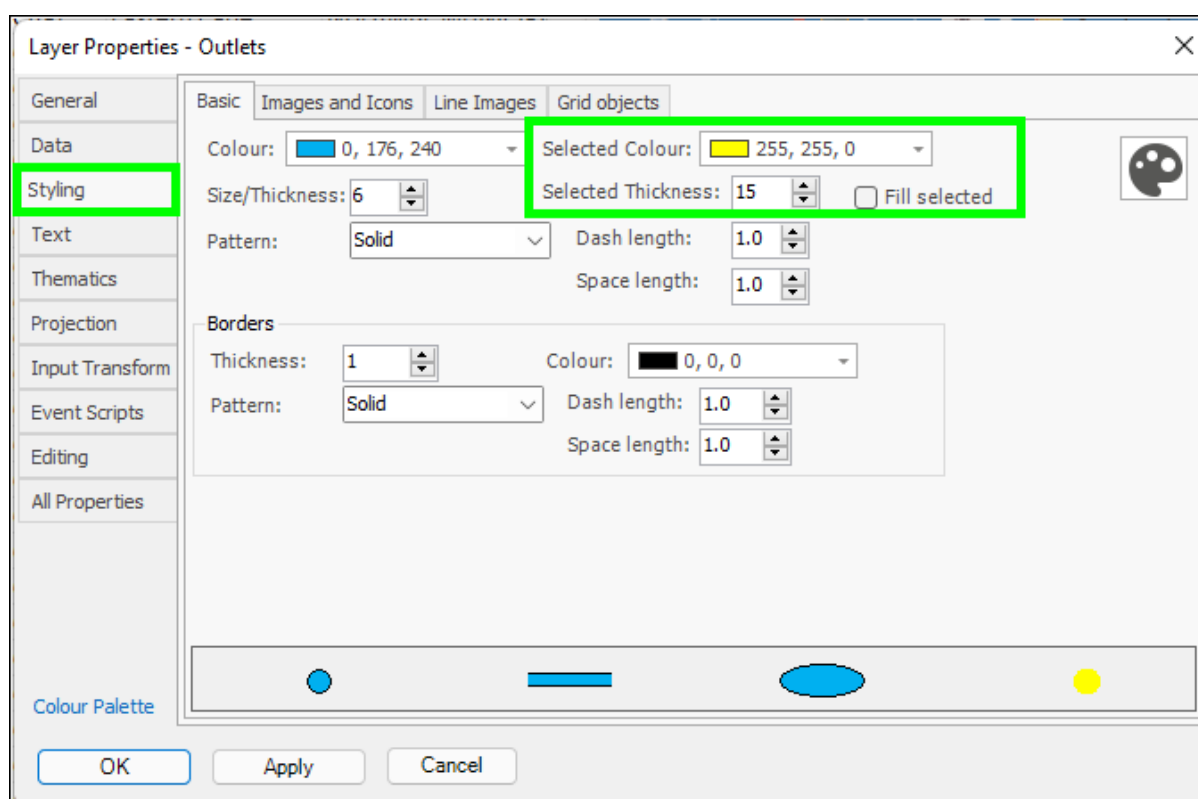 Layer Properties - Outlets
General
Data
Styling
Text
Thematics
Projection
Input Transform
Event Scripts
Editing
All Properties
Colour Palette
Basic Images and Icons Line Images Grid objects
Colour: 0, 176, 240 Selected Colour: 255, 255, 0
Size/Thickness: 6 Selected Thickness: 15 Fill selected
Pattern: Solid Dash length: 1.0
Space length: 1.0
Borders
Thickness: 1 Colour: 0, 0, 0
Pattern: Solid Dash length: 1.0
Space length: 1.0
OK Apply Cancel